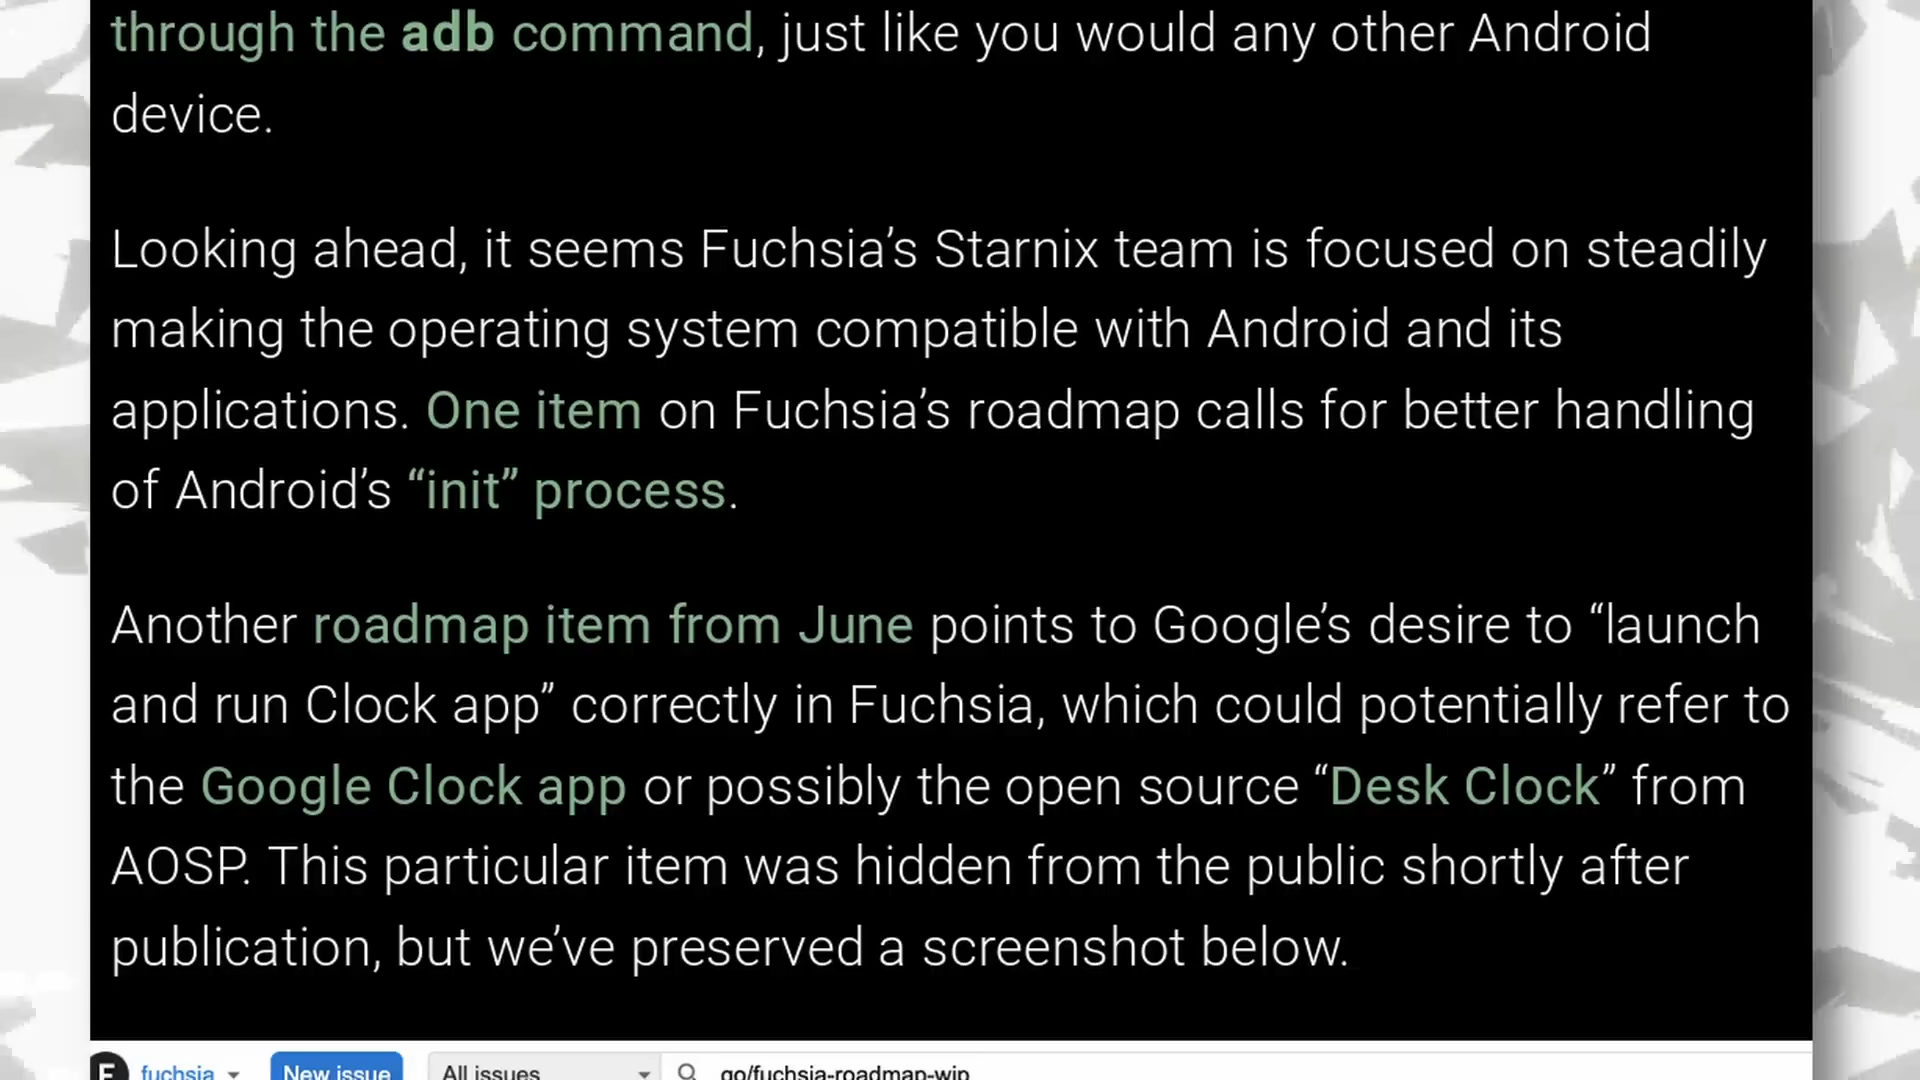 through the adb command, just like you would any other Android
device.
Looking ahead, it seems Fuchsia’s Starnix team is focused on steadily
making the operating system compatible with Android and its
applications. One item on Fuchsia’s roadmap calls for better handling
of Android’s “init” process.
Another roadmap item from June points to Google’s desire to “launch
and run Clock app” correctly in Fuchsia, which could potentially refer to
the Google Clock app or possibly the open source “Desk Clock” from
AOSP. This particular item was hidden from the public shortly after
publication, but we’ve preserved a screenshot below.
F fuchsia New issue All issues go/fuchsia-roadmap-wip